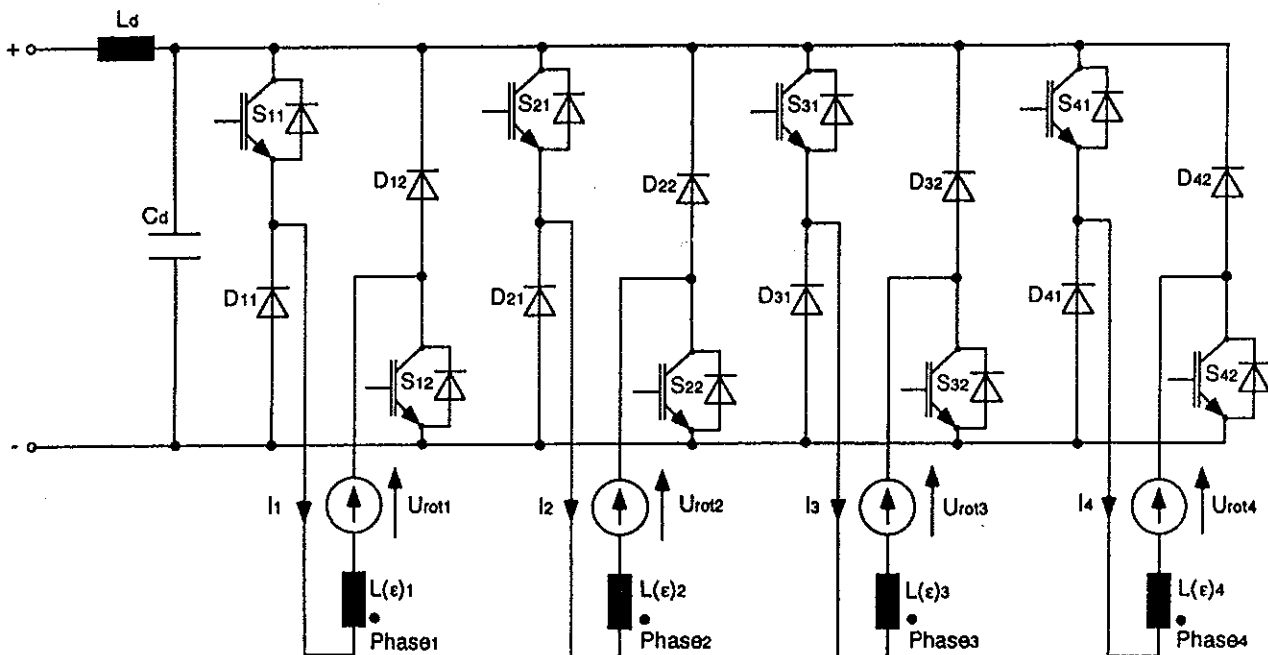 Ld
+
S11
S21
S31
S41
D12
D22
D32
D42
Cd
D11
D21
D31
D41
S12
S22
S32
S42
-
I1
Urot1
I2
Urot2
I3
Urot3
I4
Urot4
L(ε)1
L(ε)2
L(ε)3
L(ε)4
Phase1
Phase2
Phase3
Phase4